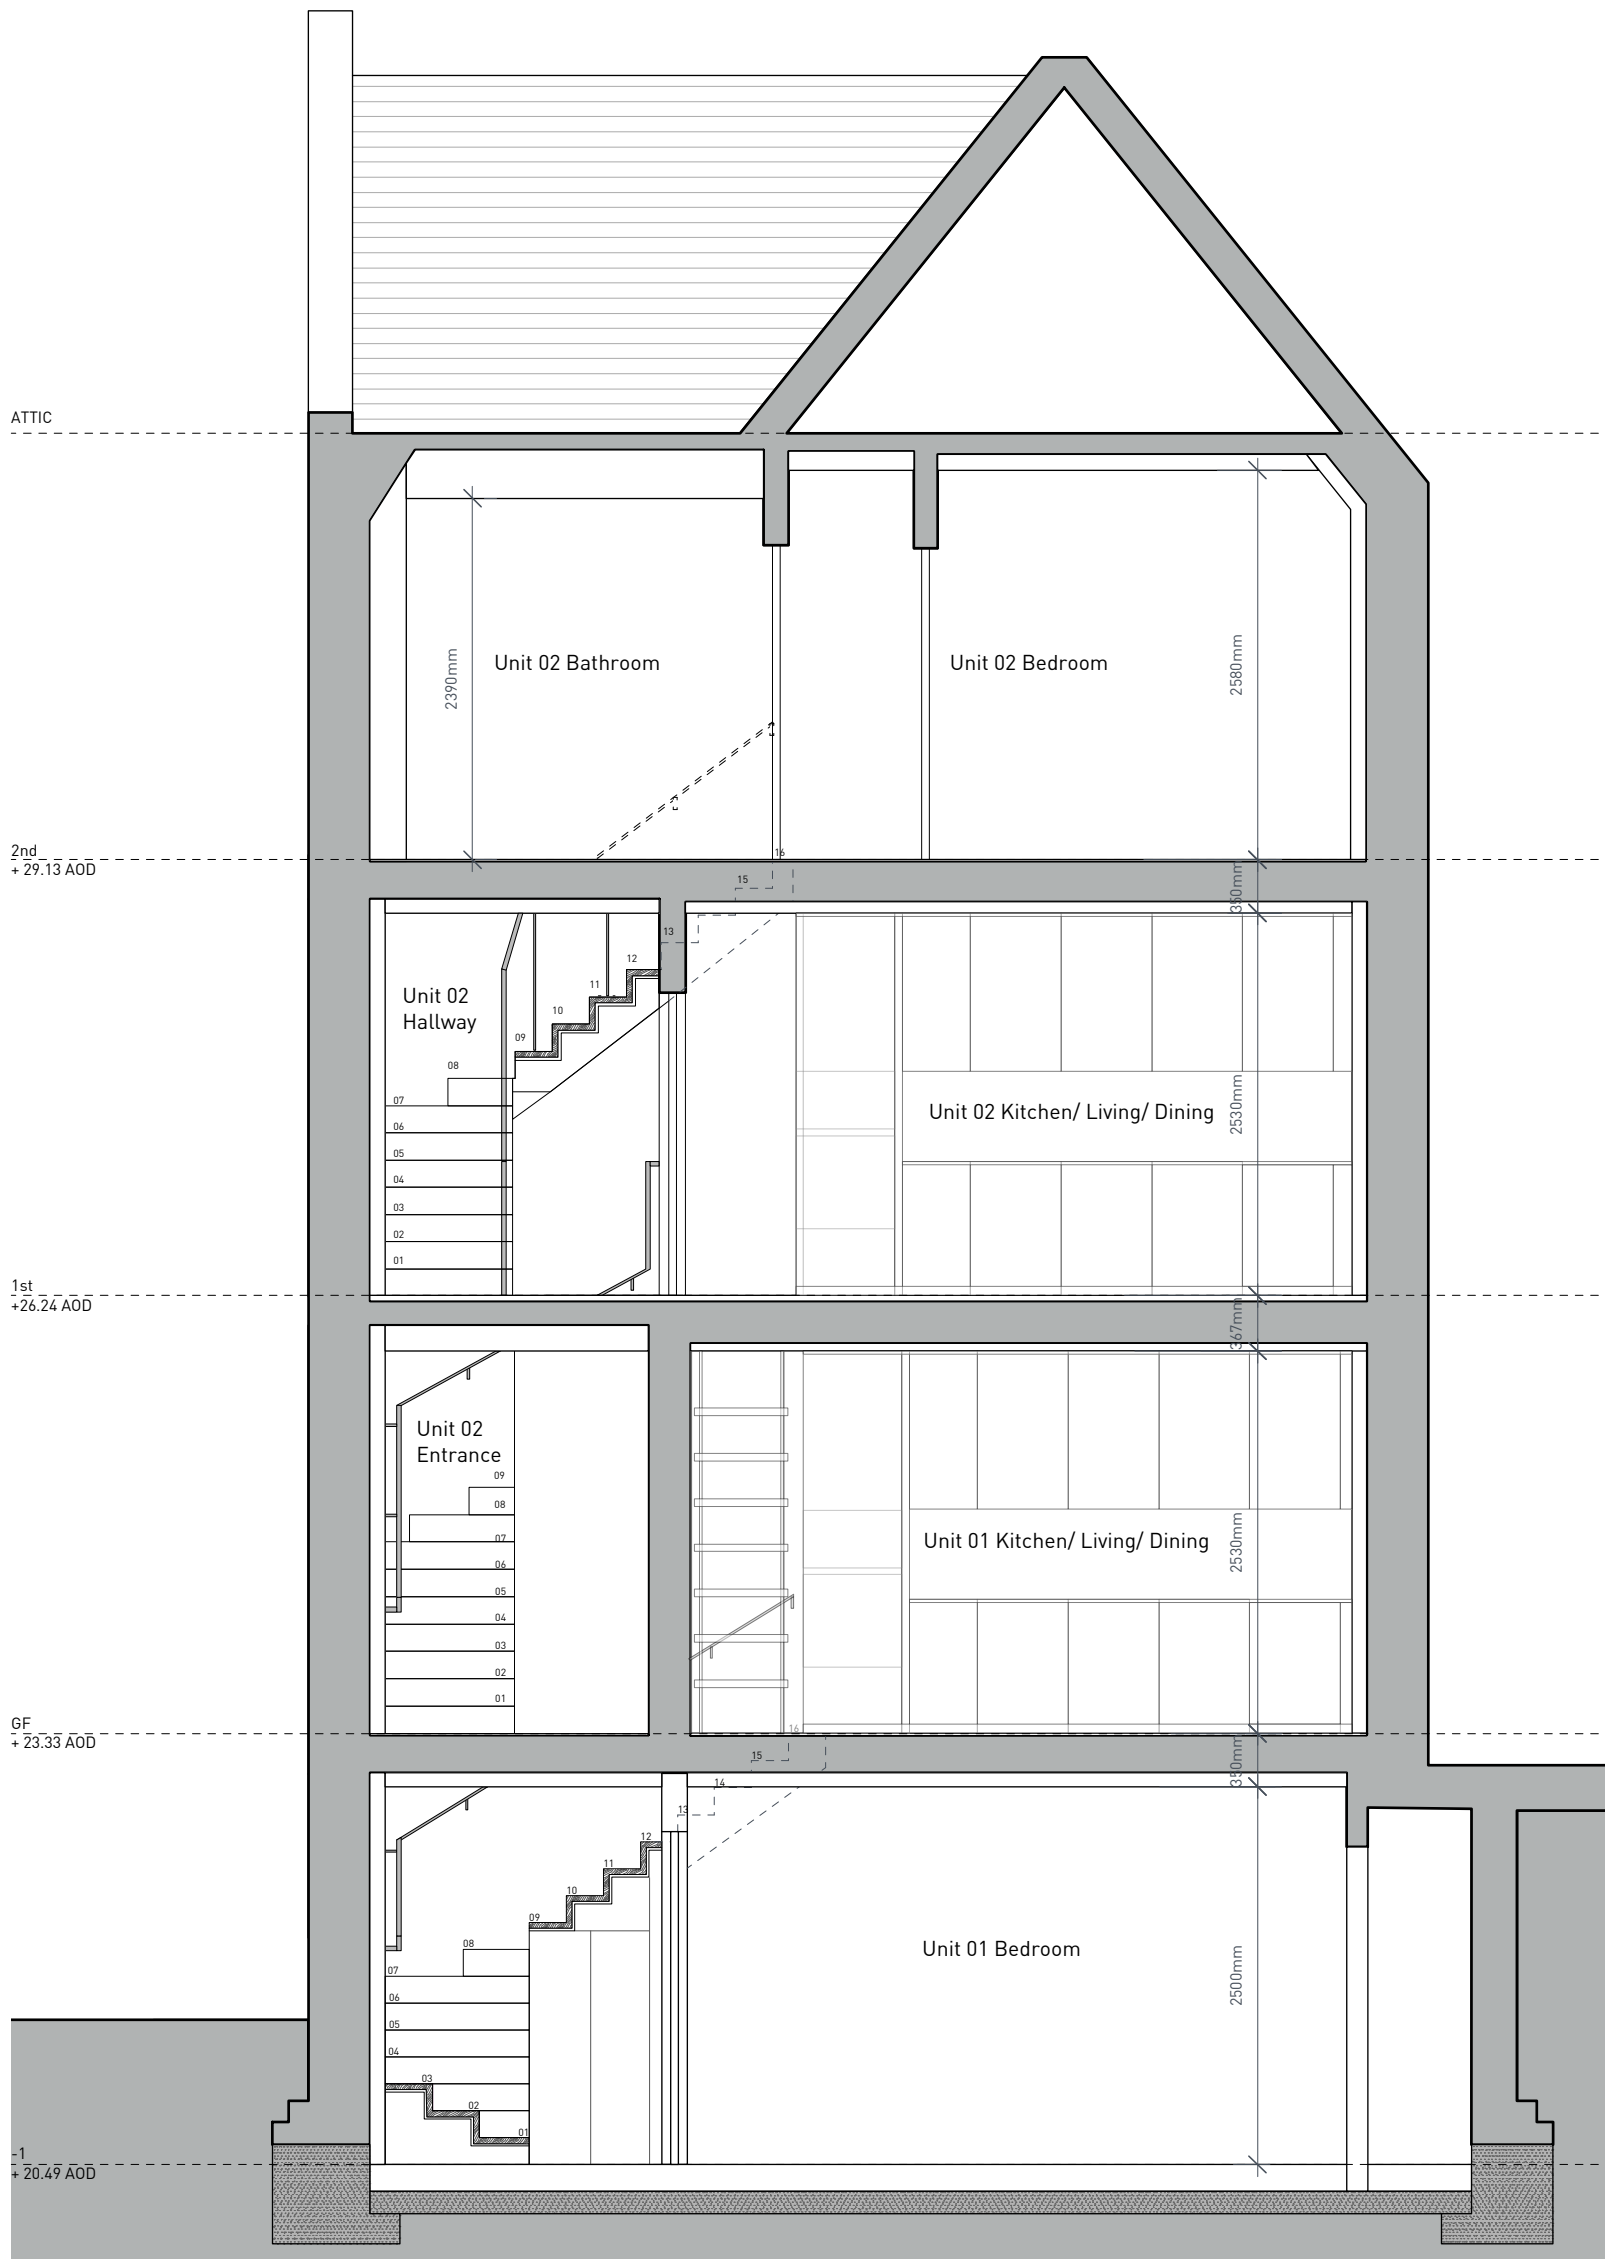 ATTIC
2390mm
Unit 02 Bathroom
Unit 02 Bedroom
2580mm
2nd
+ 29.13 AOD
16
15
350mm
13
12
11
10
09
08
07
06
05
04
03
02
01
Unit 02
Hallway
Unit 02 Kitchen/ Living/ Dining
2530mm
1st
+26.24 AOD
367mm
Unit 02
Entrance
09
08
07
06
05
04
03
02
01
Unit 01 Kitchen/ Living/ Dining
2530mm
GF
+ 23.33 AOD
16
15
14
13
350mm
12
11
10
09
08
07
06
05
04
03
02
01
Unit 01 Bedroom
2500mm
-1
+ 20.49 AOD